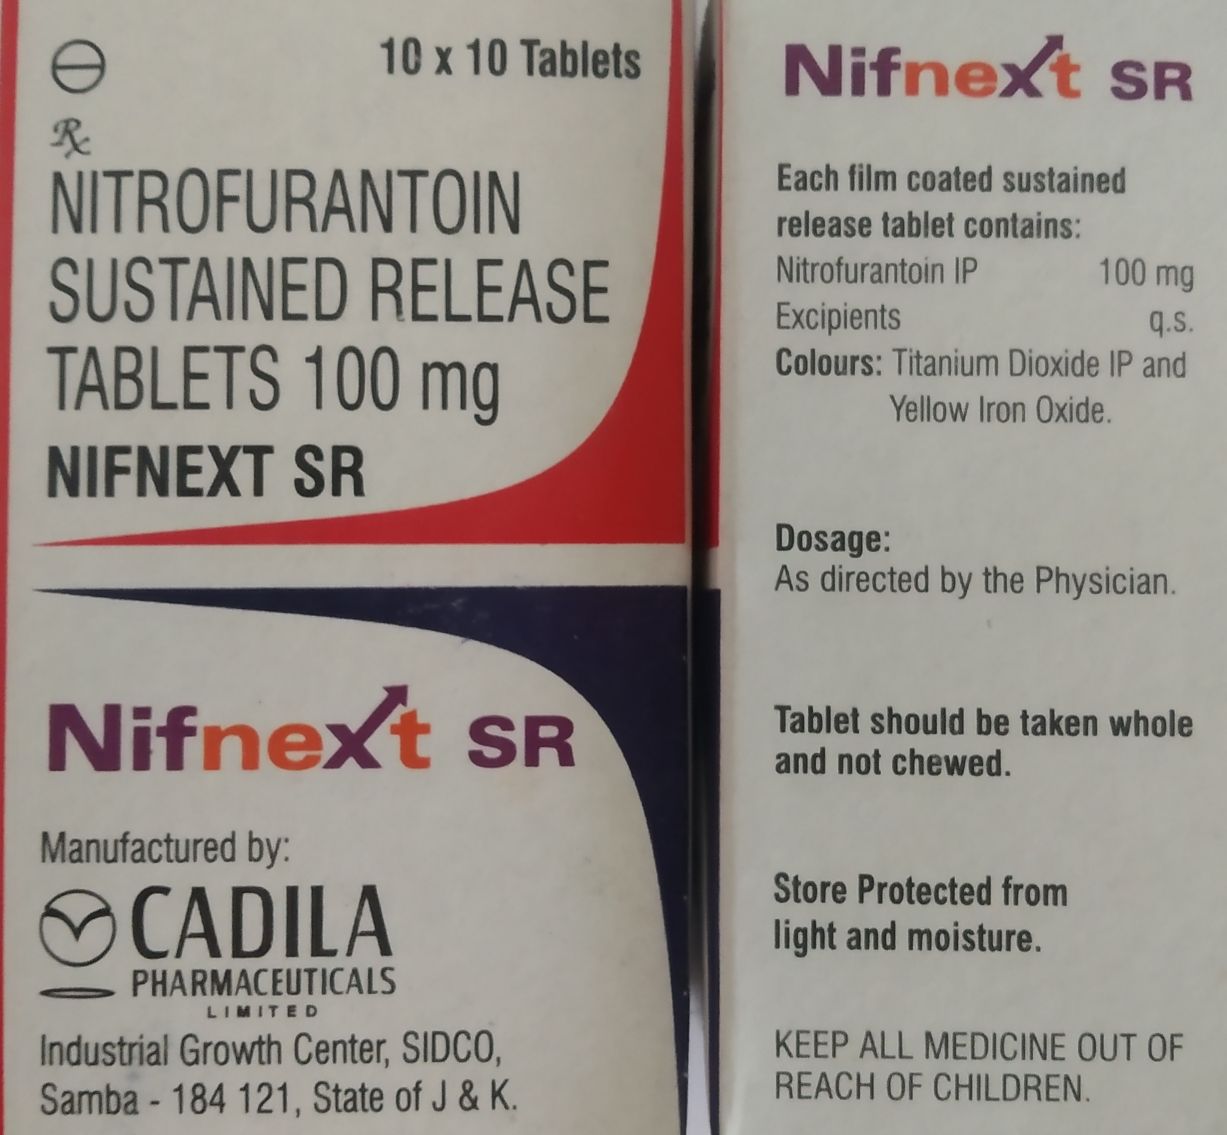 10 x 10 Tablets
Rx
NITROFURANTOIN
SUSTAINED RELEASE
TABLETS 100 mg
NIFNEXT SR
Nifnext SR
Manufactured by:
CADILA
PHARMACEUTICALS
LIMITED
Industrial Growth Center, SIDCO,
Samba - 184 121, State of J & K.
Nifnext SR
Each film coated sustained
release tablet contains:
Nitrofurantoin IP 100 mg
Excipients q.s.
Colours: Titanium Dioxide IP and
Yellow Iron Oxide.
Dosage:
As directed by the Physician.
Tablet should be taken whole
and not chewed.
Store Protected from
light and moisture.
KEEP ALL MEDICINE OUT OF
REACH OF CHILDREN.